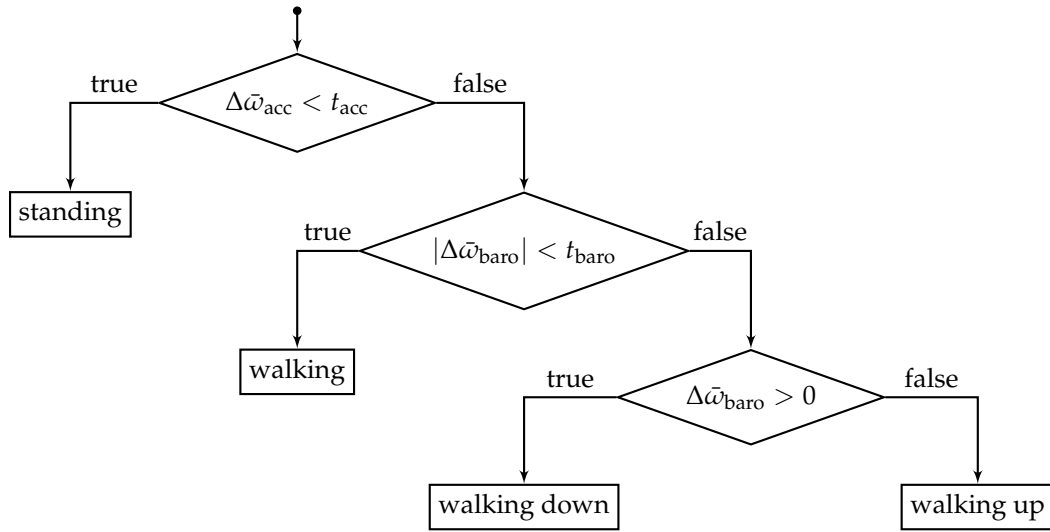 true
false
Δω̄acc < tacc
standing
true
false
|Δω̄baro| < tbaro
walking
true
false
Δω̄baro > 0
walking down
walking up